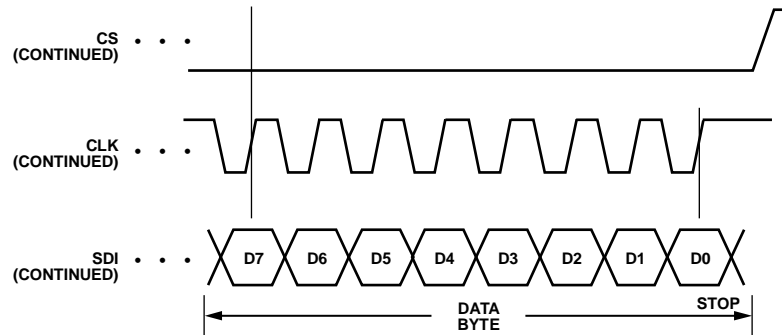 CS
(CONTINUED)
CLK
(CONTINUED)
SDI
(CONTINUED)
D7 D6 D5 D4 D3 D2 D1 D0
STOP
DATA
BYTE